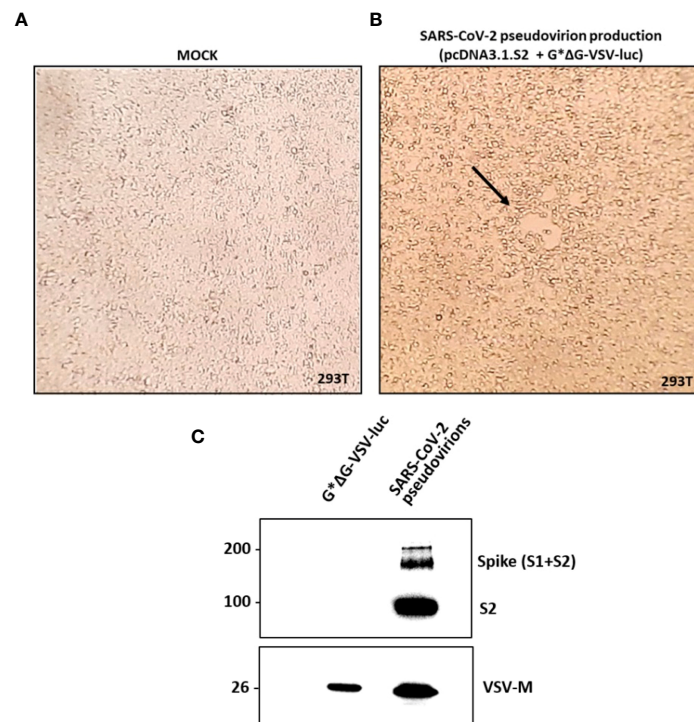 A
B
MOCK
SARS-CoV-2 pseudovirion production
(pcDNA3.1.S2 + G*ΔG-VSV-luc)
293T
293T
C
G*ΔG-VSV-luc
SARS-CoV-2
pseudovirions
200 -
Spike (S1+S2)
100 -
S2
26 -
VSV-M